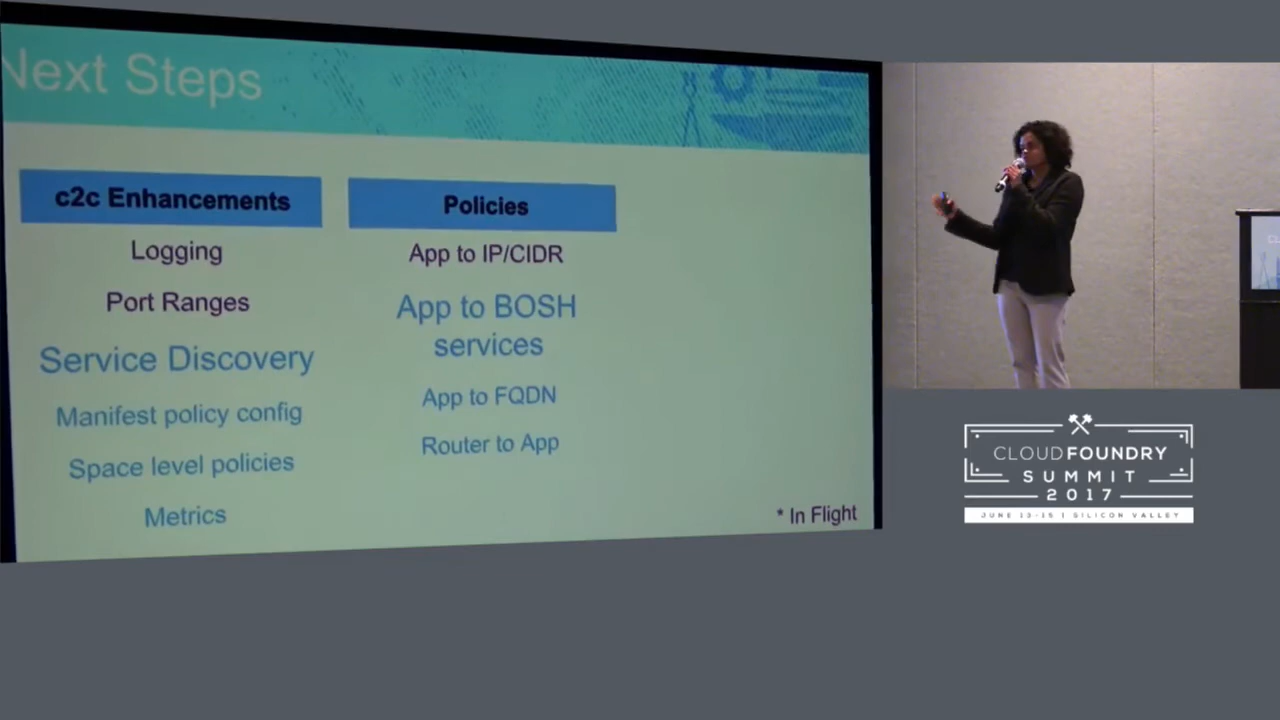 Next Steps
c2c Enhancements
Logging
Port Ranges
Service Discovery
Manifest policy config
Space level policies
Metrics
Policies
App to IP/CIDR
App to BOSH
services
App to FQDN
Router to App
* In Flight
CLOUDFOUNDRY
SUMMIT
2017
JUNE 13-15 | SILICON VALLEY